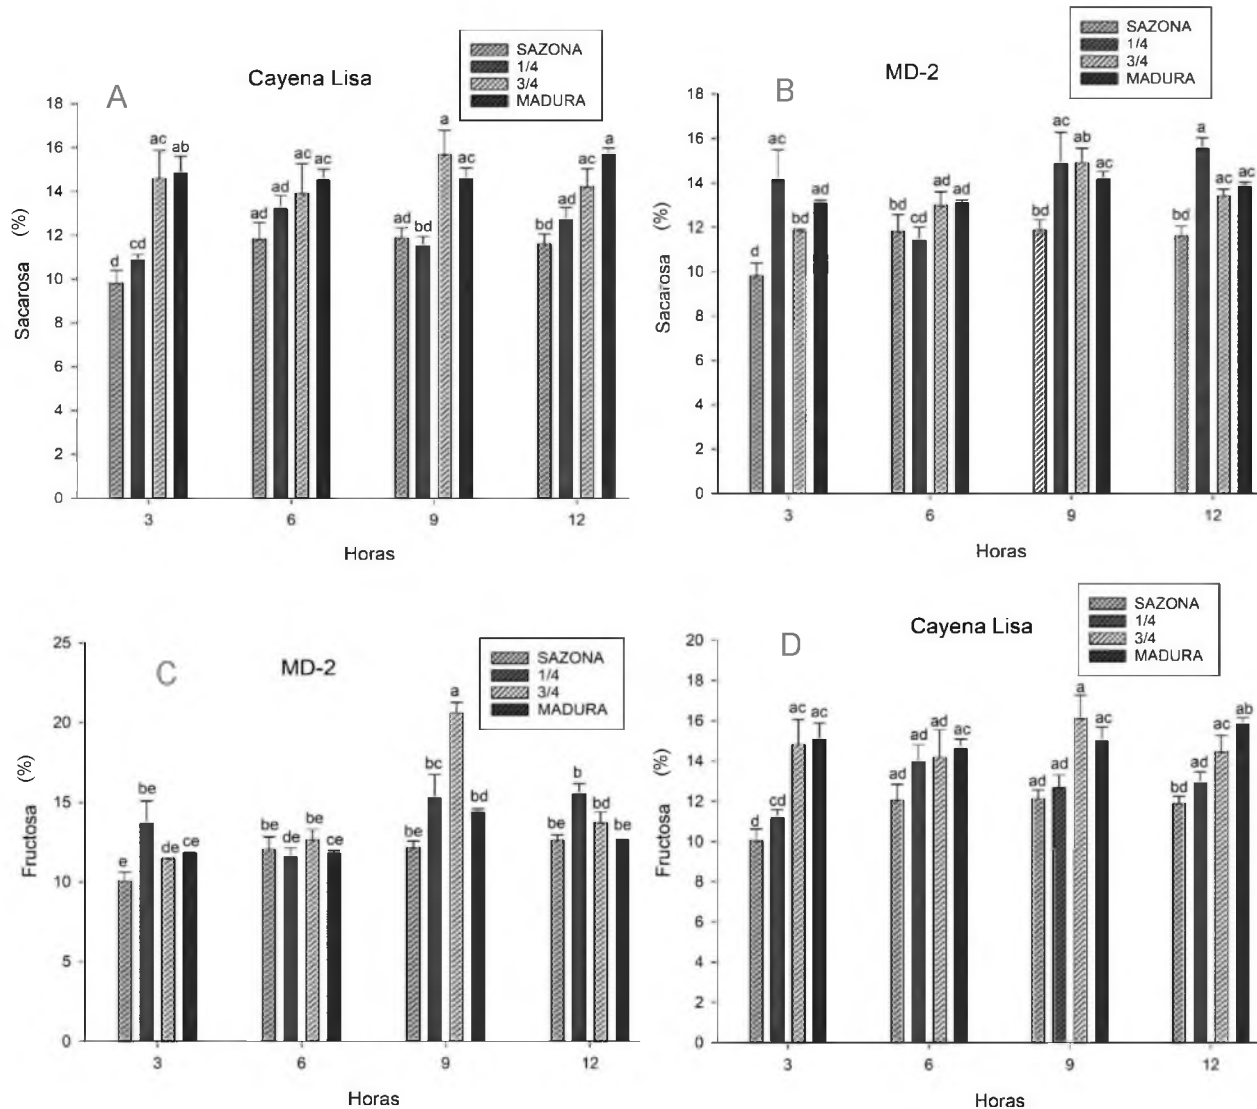 A
Cayena Lisa
SAZONA
1/4
3/4
MADURA
Sacarosa (%)
18
16
14
12
10
8
6
4
2
0
d cd ac ab
ad ad ac ac
ad bd a ac
bd ad ac a
3 6 9 12
Horas
B
MD-2
SAZONA
1/4
3/4
MADURA
Sacarosa (%)
18
16
14
12
10
8
6
4
2
0
d ac bd ad
bd cd ad ad
bd ac ab ac
bd a ac ac
3 6 9 12
Horas
C
MD-2
SAZONA
1/4
3/4
MADURA
Fructosa (%)
25
20
15
10
5
0
e be de ce
be de be ce
be bc a bd
be b bd be
3 6 9 12
Horas
D
Cayena Lisa
SAZONA
1/4
3/4
MADURA
Fructosa (%)
20
18
16
14
12
10
8
6
4
2
0
d cd ac ac
ad ad ad ac
ad ad a ac
bd ad ac ab
3 6 9 12
Horas